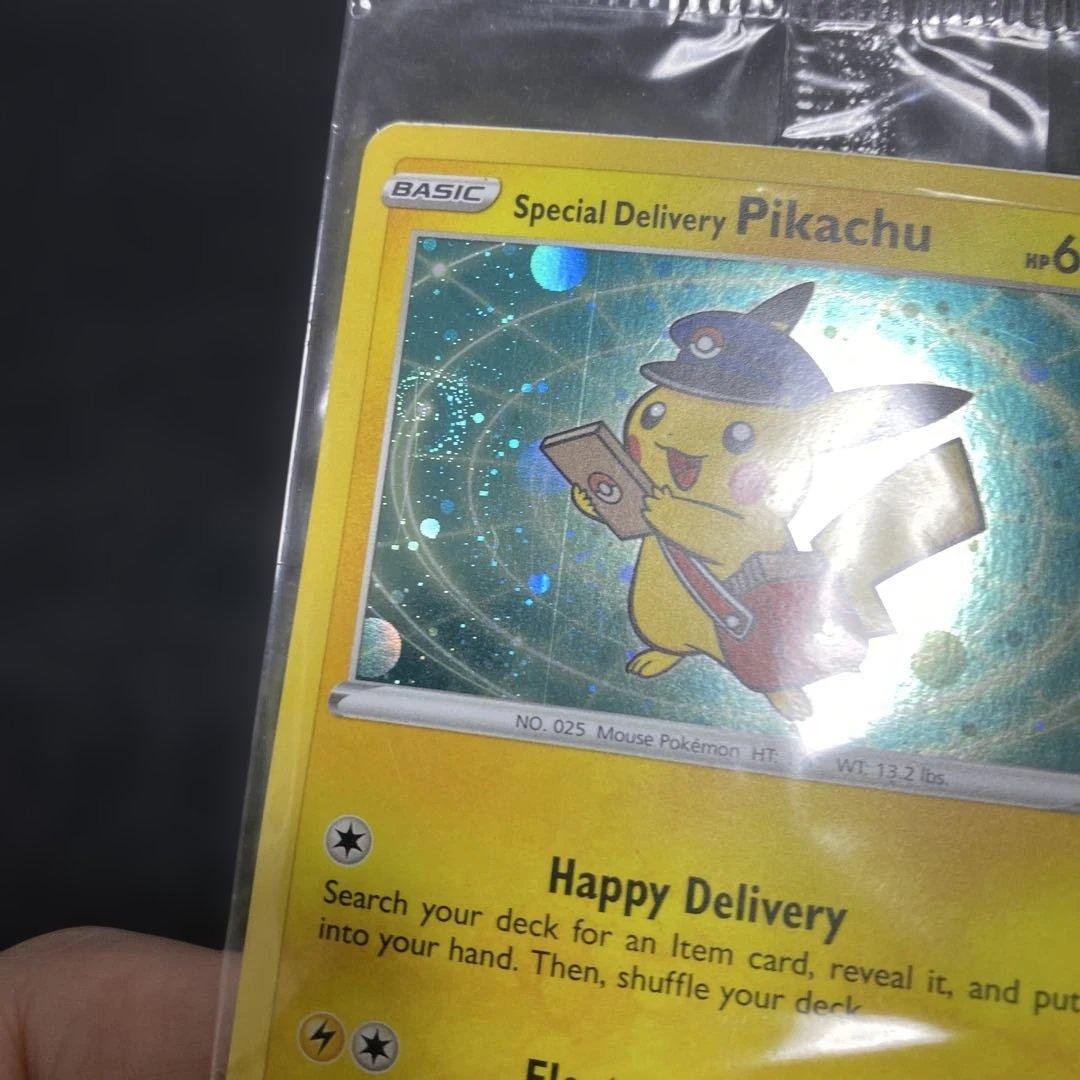 BASIC
Special Delivery Pikachu
HP 6
NO. 025 Mouse Pokémon HT: WT: 13.2 lbs.
Happy Delivery
Search your deck for an Item card, reveal it, and put
into your hand. Then, shuffle your deck